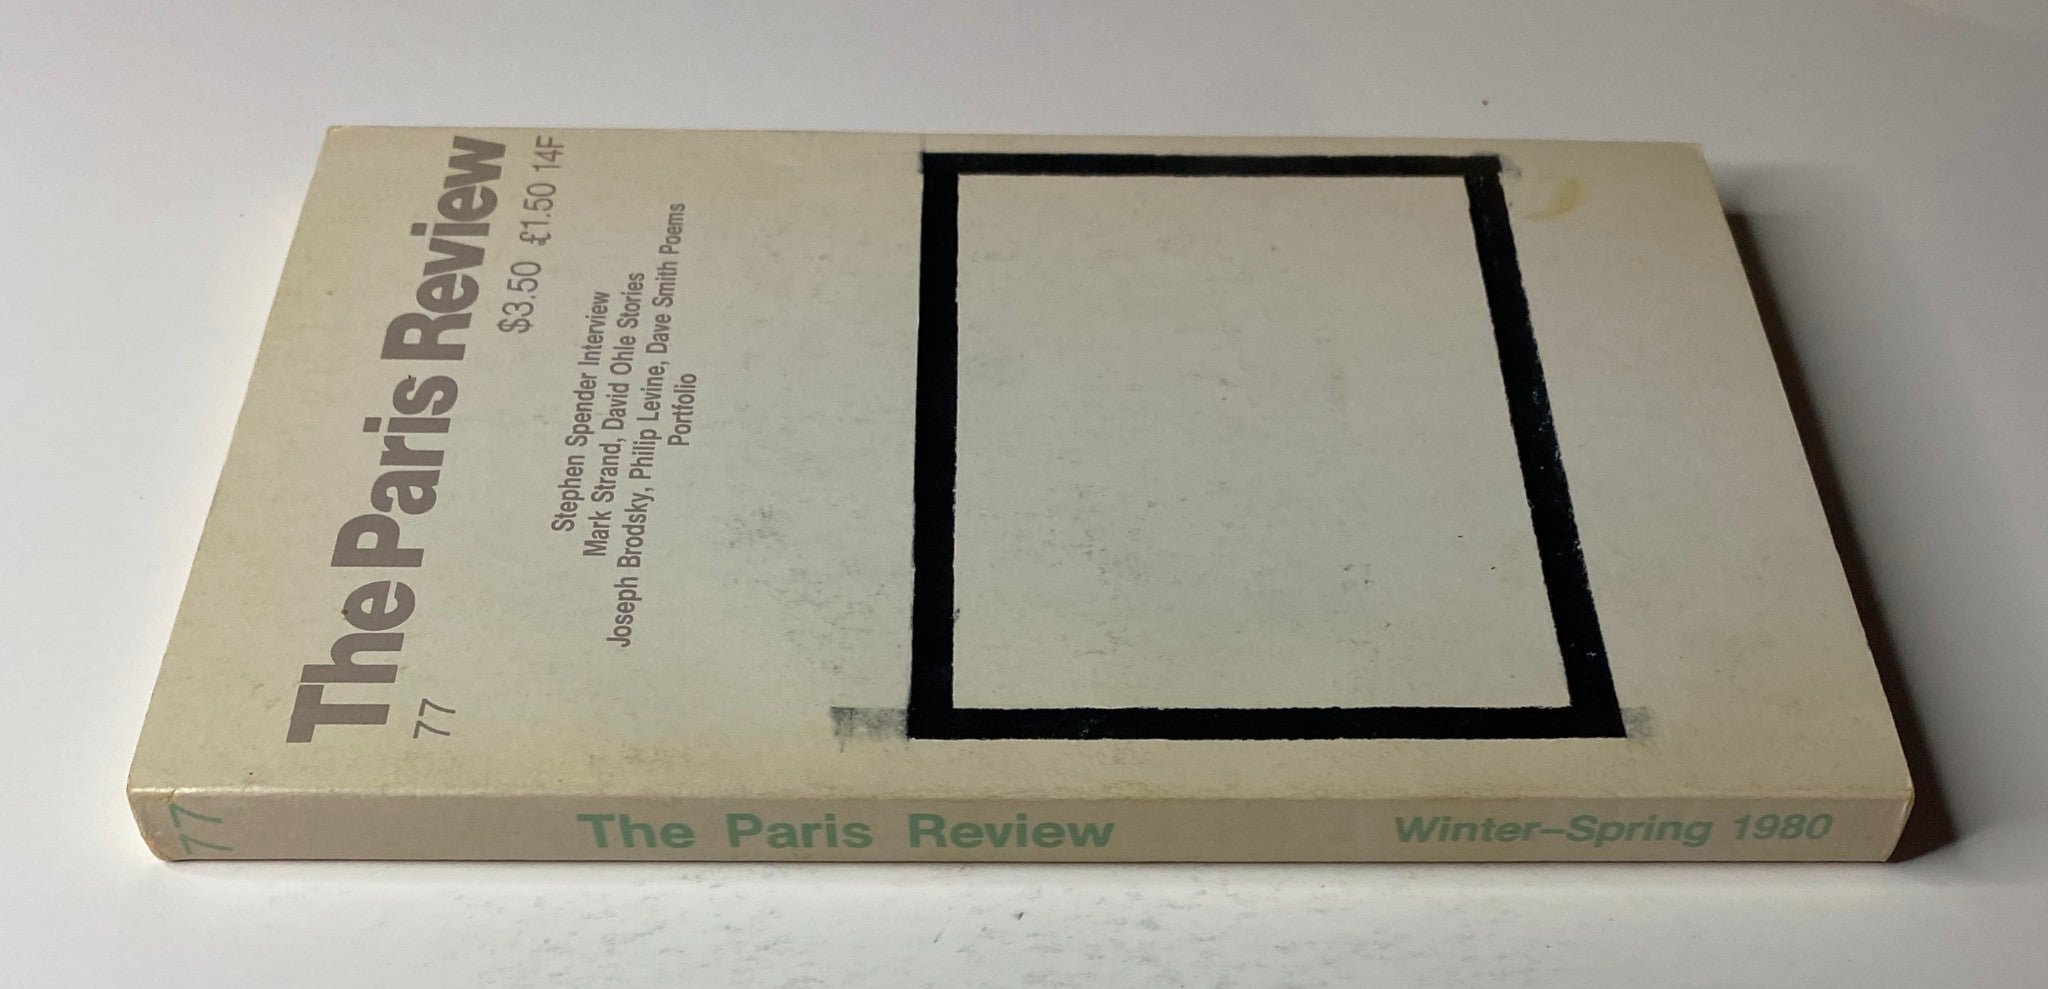 The Paris Review
77
$3.50 £1.50 14F
Stephen Spender Interview
Mark Strand, David Ohle Stories
Joseph Brodsky, Philip Levine, Dave Smith Poems
Portfolio
77
The Paris Review
Winter–Spring 1980